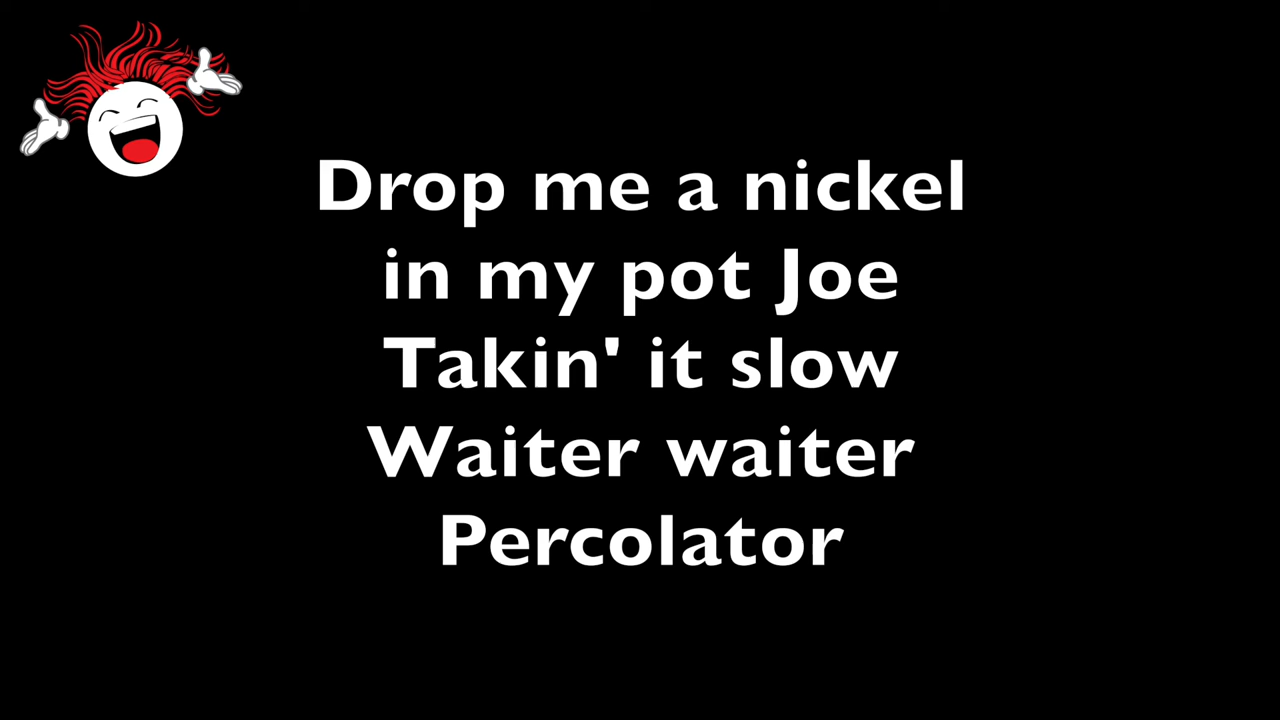 Drop me a nickel
in my pot Joe
Takin' it slow
Waiter waiter
Percolator